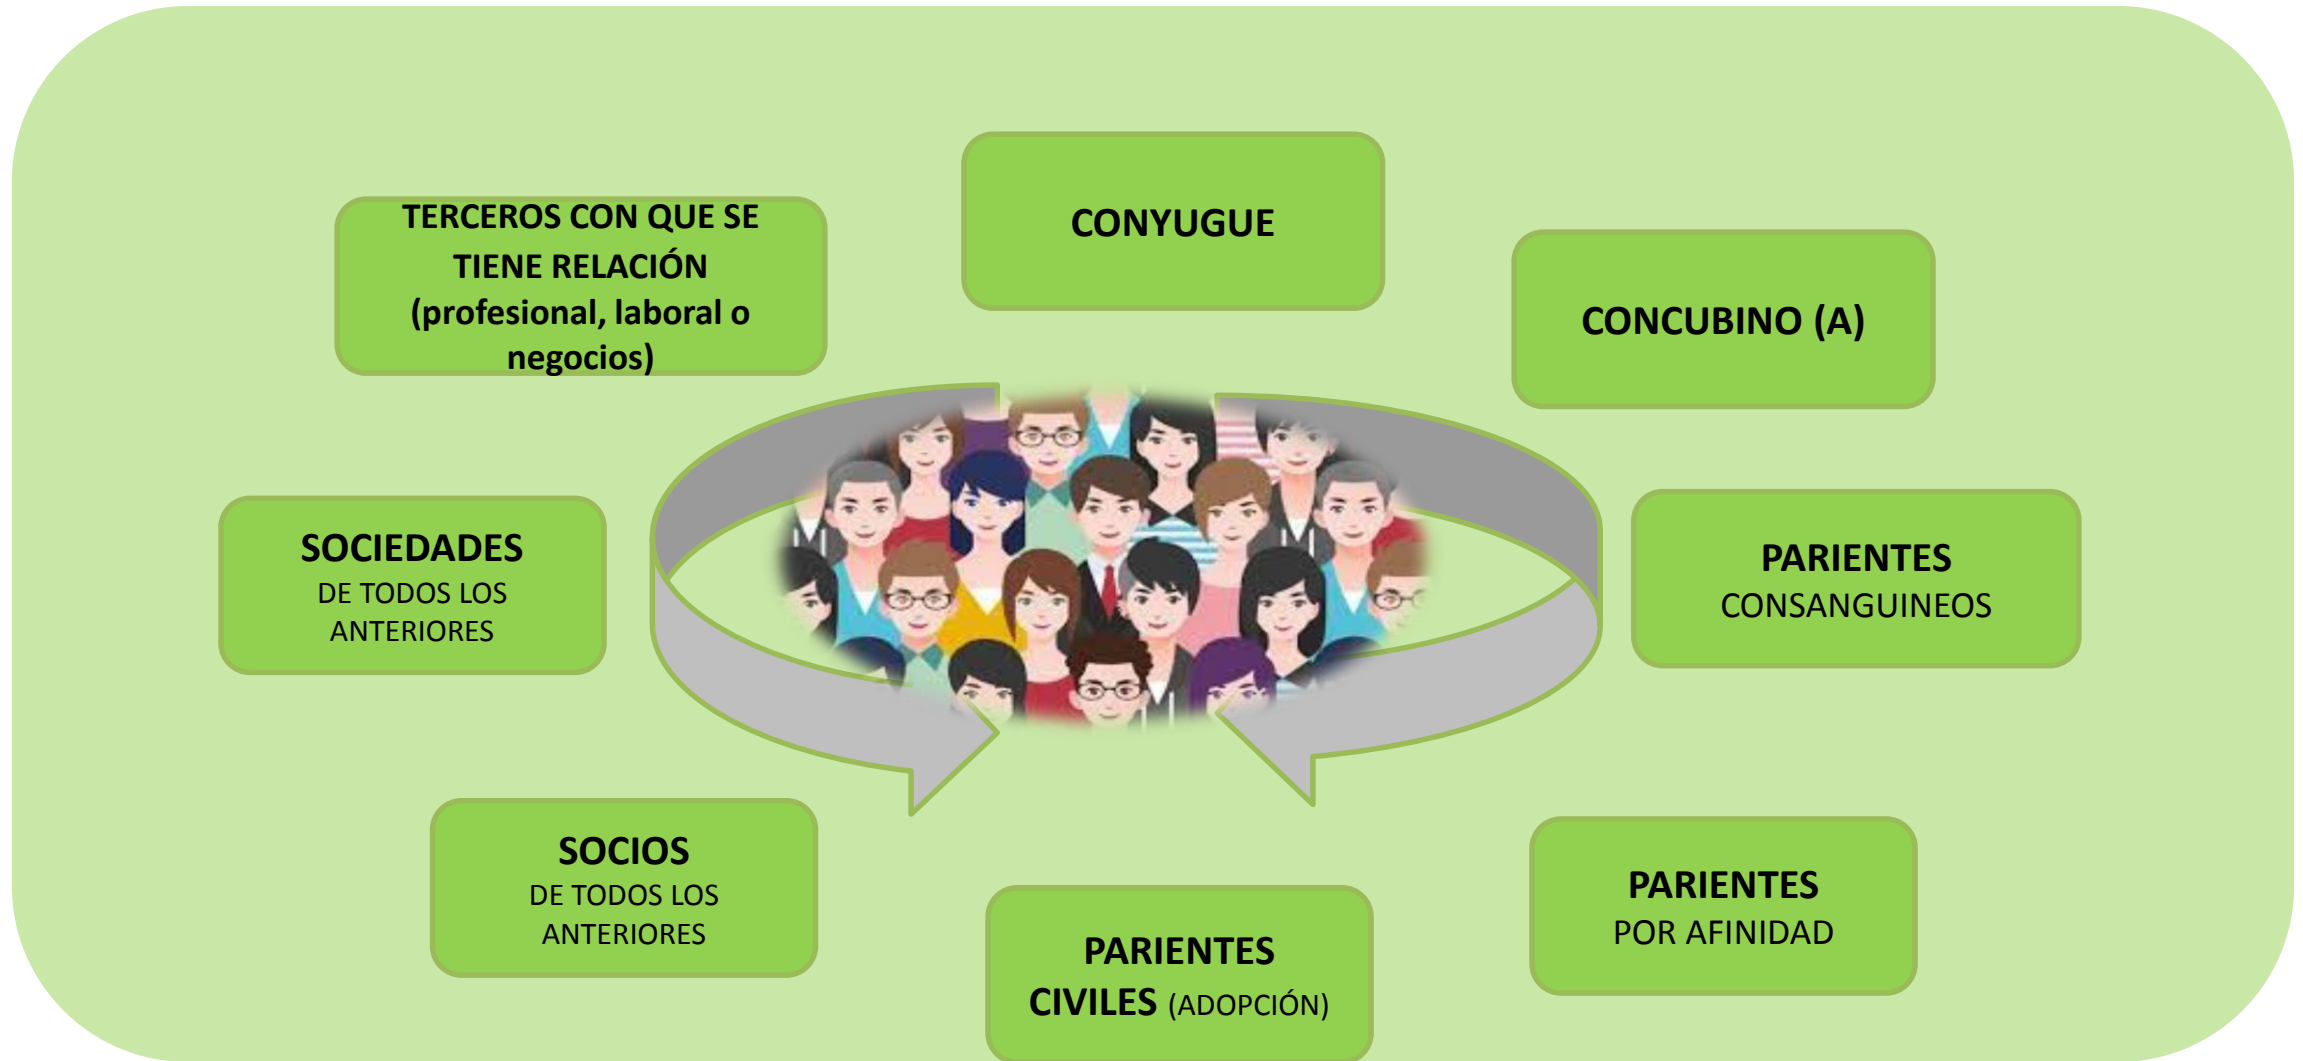 CONYUGUE
TERCEROS CON QUE SE
TIENE RELACIÓN
(profesional, laboral o
negocios)
CONCUBINO (A)
SOCIEDADES
DE TODOS LOS
ANTERIORES
PARIENTES
CONSANGUINEOS
SOCIOS
DE TODOS LOS
ANTERIORES
PARIENTES
POR AFINIDAD
PARIENTES
CIVILES (ADOPCIÓN)